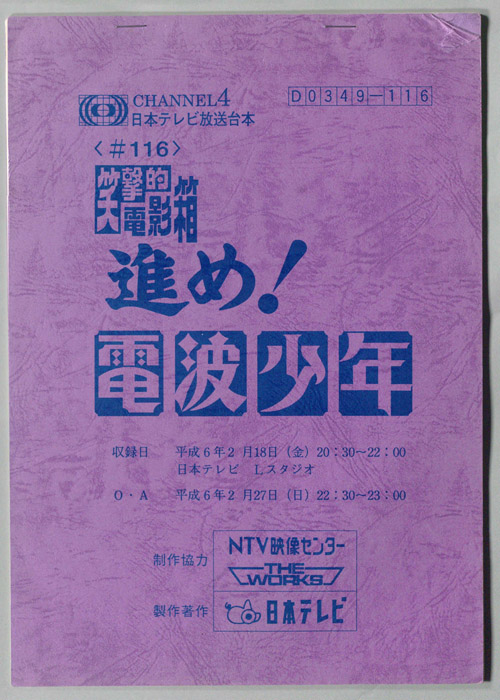 D0349-116
CHANNEL4
日本テレビ放送台本
〈#116〉
笑撃的
電影箱
進め!
電波少年
収録日 平成6年2月18日(金)20:30〜22:00
日本テレビ Lスタジオ
O・A 平成6年2月27日(日)22:30〜23:00
制作協力 NTV映像センター
THE WORKS
製作著作 日本テレビ